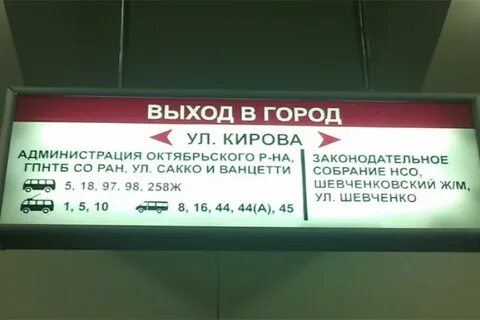 ВЫХОД В ГОРОД
УЛ. КИРОВА
АДМИНИСТРАЦИЯ ОКТЯБРЬСКОГО Р-НА,
ГПНТБ СО РАН, УЛ. САККО И ВАНЦЕТТИ
5, 18, 97, 98, 258Ж
1, 5, 10
8, 16, 44, 44(А), 45
ЗАКОНОДАТЕЛЬНОЕ
СОБРАНИЕ НСО,
ШЕВЧЕНКОВСКИЙ Ж/М,
УЛ. ШЕВЧЕНКО